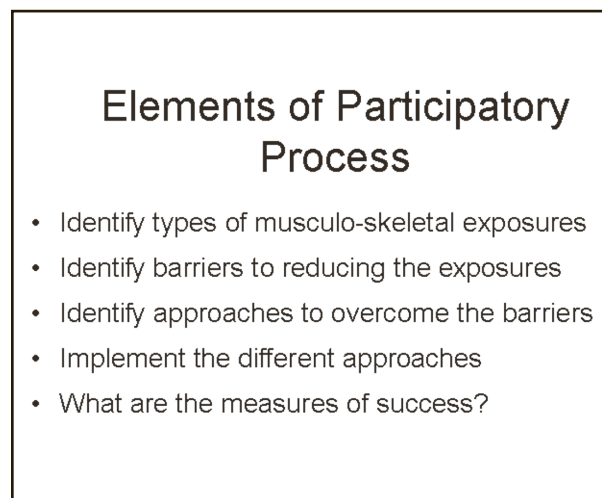 Elements of Participatory
Process
• Identify types of musculo-skeletal exposures
• Identify barriers to reducing the exposures
• Identify approaches to overcome the barriers
• Implement the different approaches
• What are the measures of success?